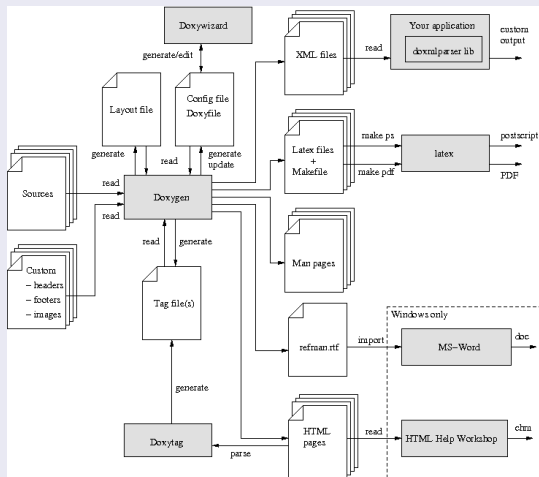 Doxywizard
generate/edit
Layout file
Config file
Doxyfile
generate
read
generate
update
Sources
read
read
Doxygen
Custom
– headers
– footers
– images
read
generate
Tag file(s)
generate
Doxytag
parse
XML files
read
Your application
doxmlparser lib
custom
output
Latex files
+
Makefile
make ps
make pdf
latex
postscript
PDF
Man pages
refman.rtf
import
Windows only
MS–Word
doc
HTML
pages
read
HTML Help Workshop
chm